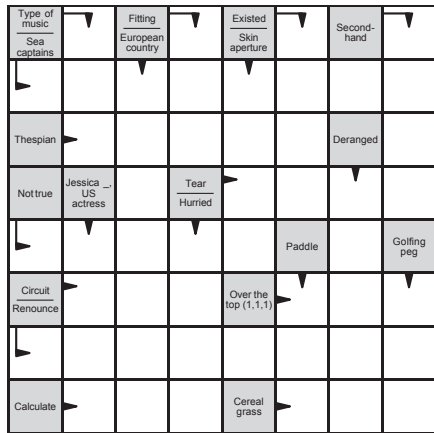 Type of
music
Sea
captains
Fitting
European
country
Existed
Skin
aperture
Second-
hand
Thespian
Deranged
Not true
Jessica _,
US
actress
Tear
Hurried
Paddle
Golfing
peg
Circuit
Renounce
Over the
top (1,1,1)
Calculate
Cereal
grass